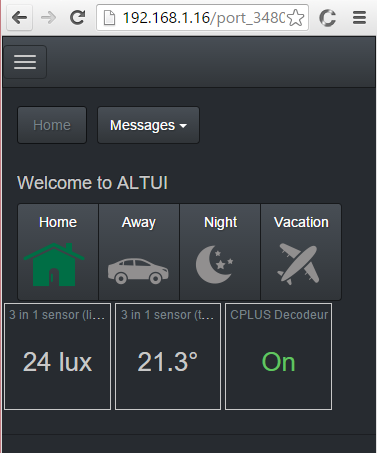 192.168.1.16/port_3480
Home Messages
Welcome to ALTUI
Home Away Night Vacation
3 in 1 sensor (li... 3 in 1 sensor (t... CPLUS Decodeur
24 lux 21.3° On